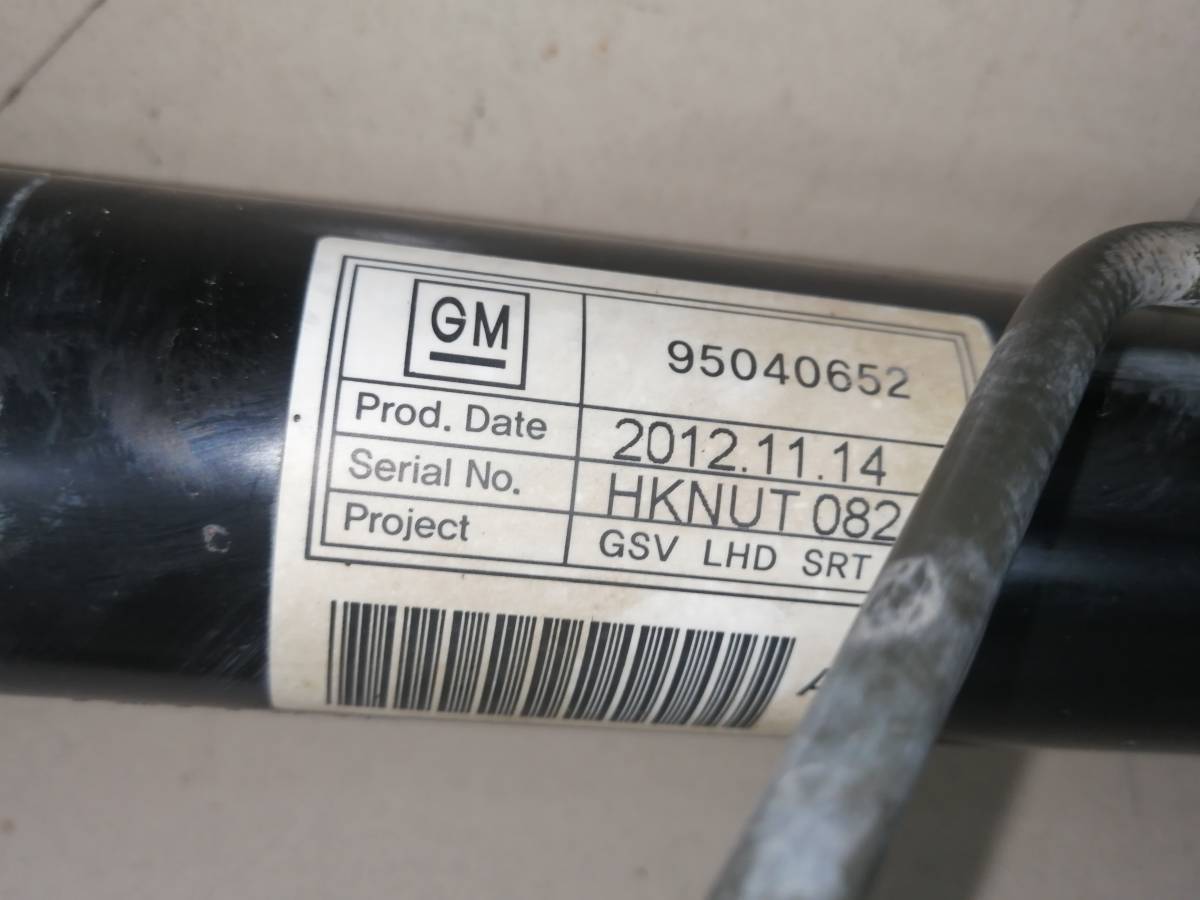 GM 95040652
Prod. Date 2012.11.14
Serial No. HKNUT 082
Project GSV LHD SRT